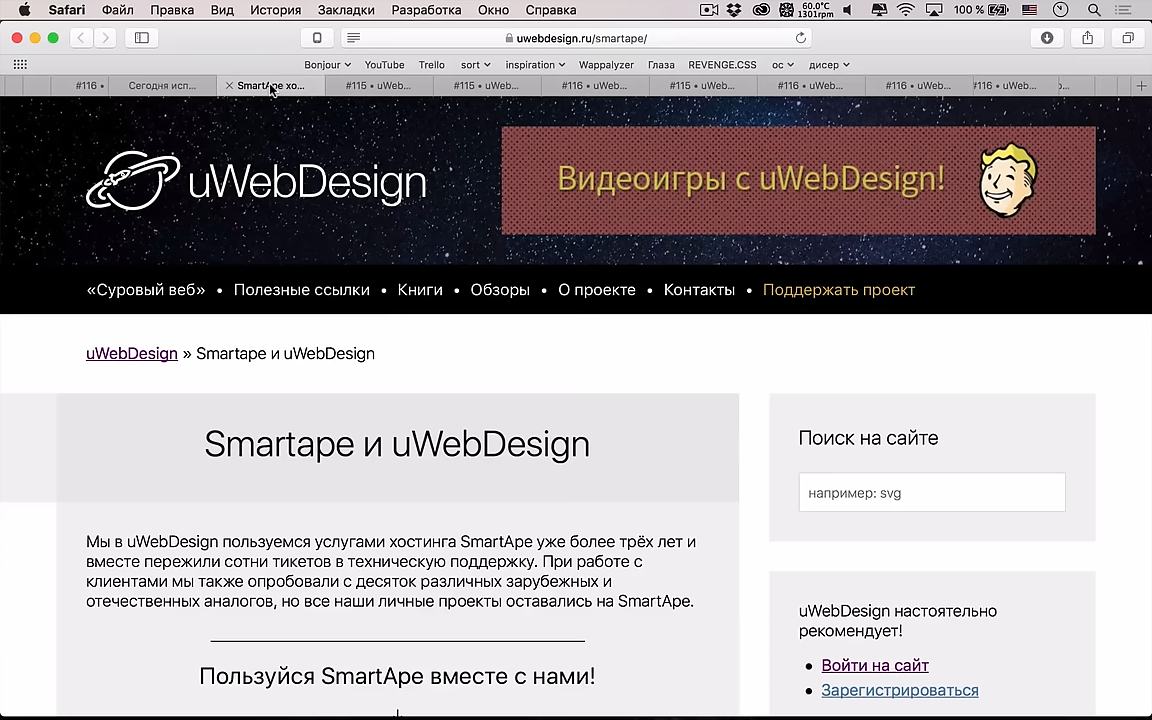 Safari Файл Правка Вид История Закладки Разработка Окно Справка 60.0°C 1301rpm 100 %
uwebdesign.ru/smartape/
Bonjour YouTube Trello sort inspiration Wappalyzer Глаза REVENGE.CSS ос дисер
#116 • Сегодня исп... SmartApe хо... #115 • uWeb... #115 • uWeb... #116 • uWeb... #115 • uWeb... #116 • uWeb... #116 • uWeb... #116 • uWeb...
uWebDesign
Видеоигры с uWebDesign!
«Суровый веб» • Полезные ссылки • Книги • Обзоры • О проекте • Контакты • Поддержать проект
uWebDesign » Smartape и uWebDesign
Smartape и uWebDesign
Мы в uWebDesign пользуемся услугами хостинга SmartApe уже более трёх лет и
вместе пережили сотни тикетов в техническую поддержку. При работе с
клиентами мы также опробовали с десяток различных зарубежных и
отечественных аналогов, но все наши личные проекты оставались на SmartApe.
Пользуйся SmartApe вместе с нами!
Поиск на сайте
например: svg
uWebDesign настоятельно
рекомендует!
• Войти на сайт
• Зарегистрироваться